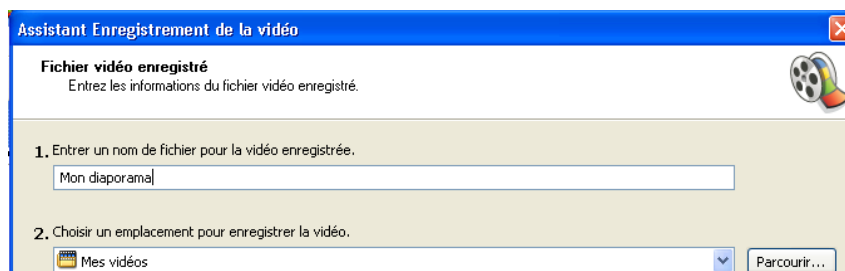 Assistant Enregistrement de la vidéo
Fichier vidéo enregistré
Entrez les informations du fichier vidéo enregistré.
1. Entrer un nom de fichier pour la vidéo enregistrée.
Mon diaporama
2. Choisir un emplacement pour enregistrer la vidéo.
Mes vidéos Parcourir...